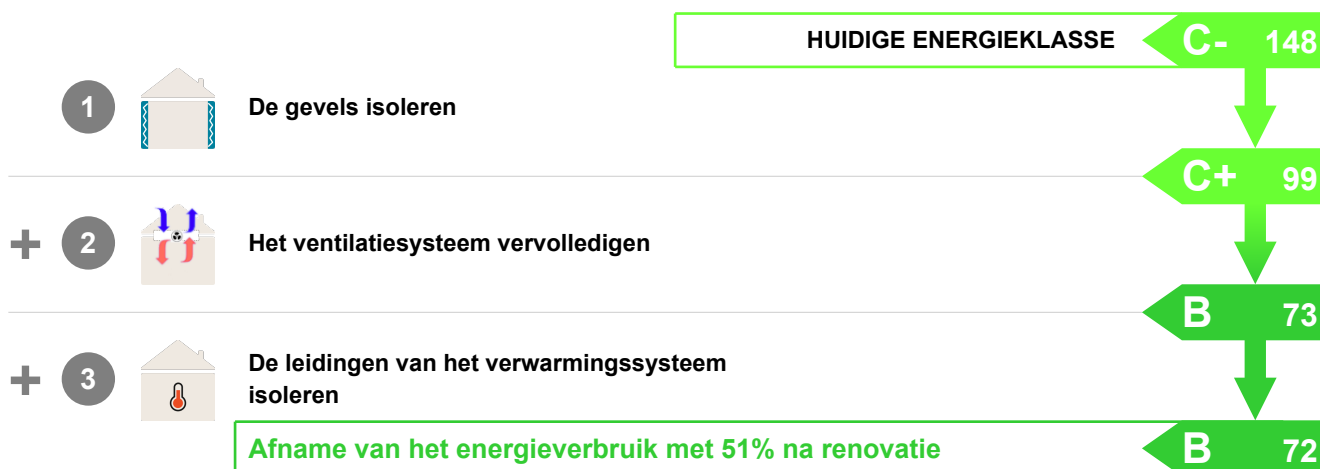 HUIDIGE ENERGIEKLASSE C- 148
1 De gevels isoleren
C+ 99
+ 2 Het ventilatiesysteem vervolledigen
B 73
+ 3 De leidingen van het verwarmingssysteem
isoleren
Afname van het energieverbruik met 51% na renovatie B 72